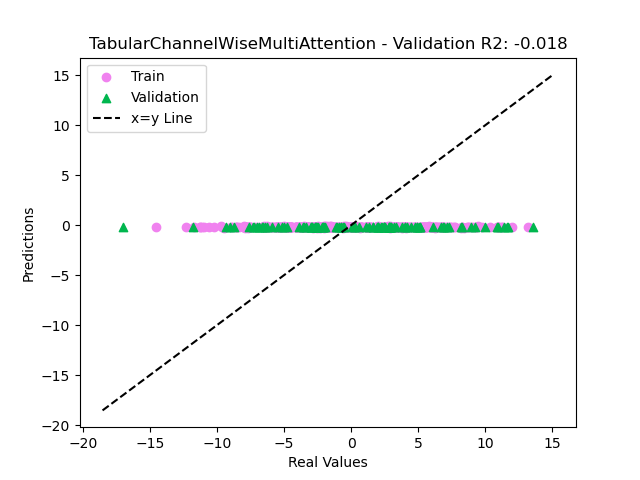 TabularChannelWiseMultiAttention - Validation R2: -0.018
Train
Validation
x=y Line
15
10
5
0
−5
−10
−15
−20
Predictions
−20 −15 −10 −5 0 5 10 15
Real Values